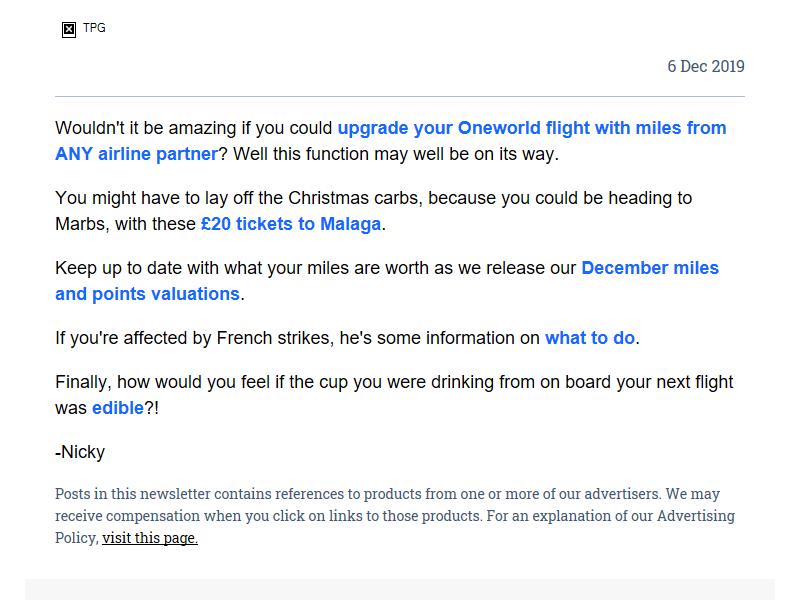 TPG
6 Dec 2019
Wouldn't it be amazing if you could upgrade your Oneworld flight with miles from
ANY airline partner? Well this function may well be on its way.
You might have to lay off the Christmas carbs, because you could be heading to
Marbs, with these £20 tickets to Malaga.
Keep up to date with what your miles are worth as we release our December miles
and points valuations.
If you're affected by French strikes, he's some information on what to do.
Finally, how would you feel if the cup you were drinking from on board your next flight
was edible?!
-Nicky
Posts in this newsletter contains references to products from one or more of our advertisers. We may
receive compensation when you click on links to those products. For an explanation of our Advertising
Policy, visit this page.